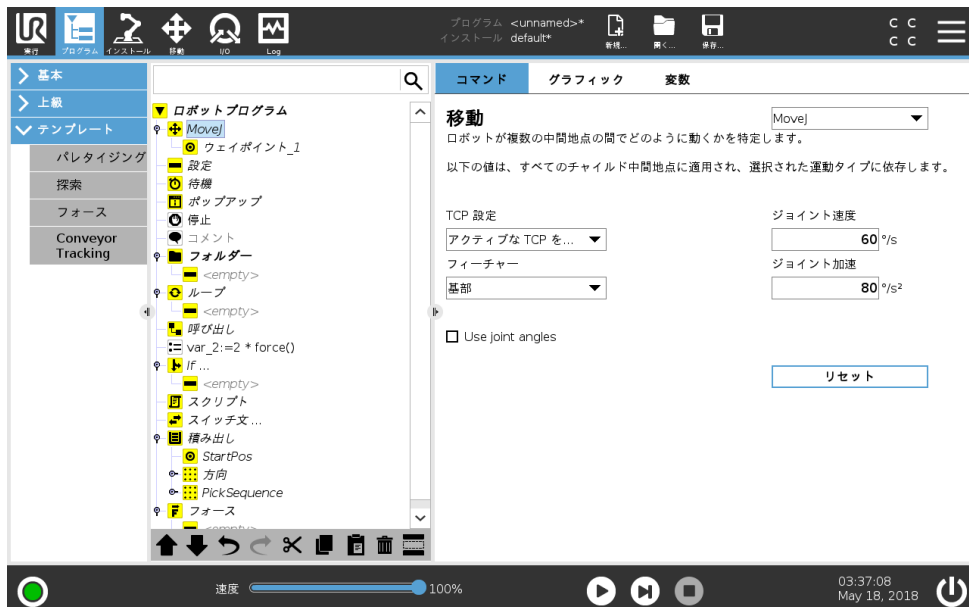 プログラム <unnamed>*
インストール default*
実行
プログラム
インストール
移動
I/O
Log
新規...
開く...
保存...
C C
C C
基本
上級
テンプレート
パレタイジング
探索
フォース
Conveyor
Tracking
ロボットプログラム
MoveJ
ウェイポイント_1
設定
待機
ポップアップ
停止
コメント
フォルダー
<empty>
ループ
<empty>
呼び出し
var_2:=2 * force()
If ...
<empty>
スクリプト
スイッチ文 ...
積み出し
StartPos
方向
PickSequence
フォース
<empty>
コマンド グラフィック 変数
移動
MoveJ
ロボットが複数の中間地点の間でどのように動くかを特定します。
以下の値は、すべてのチャイルド中間地点に適用され、選択された運動タイプに依存します。
TCP 設定
アクティブな TCP を...
フィーチャー
基部
Use joint angles
ジョイント速度
60 °/s
ジョイント加速
80 °/s²
リセット
速度 100%
03:37:08
May 18, 2018